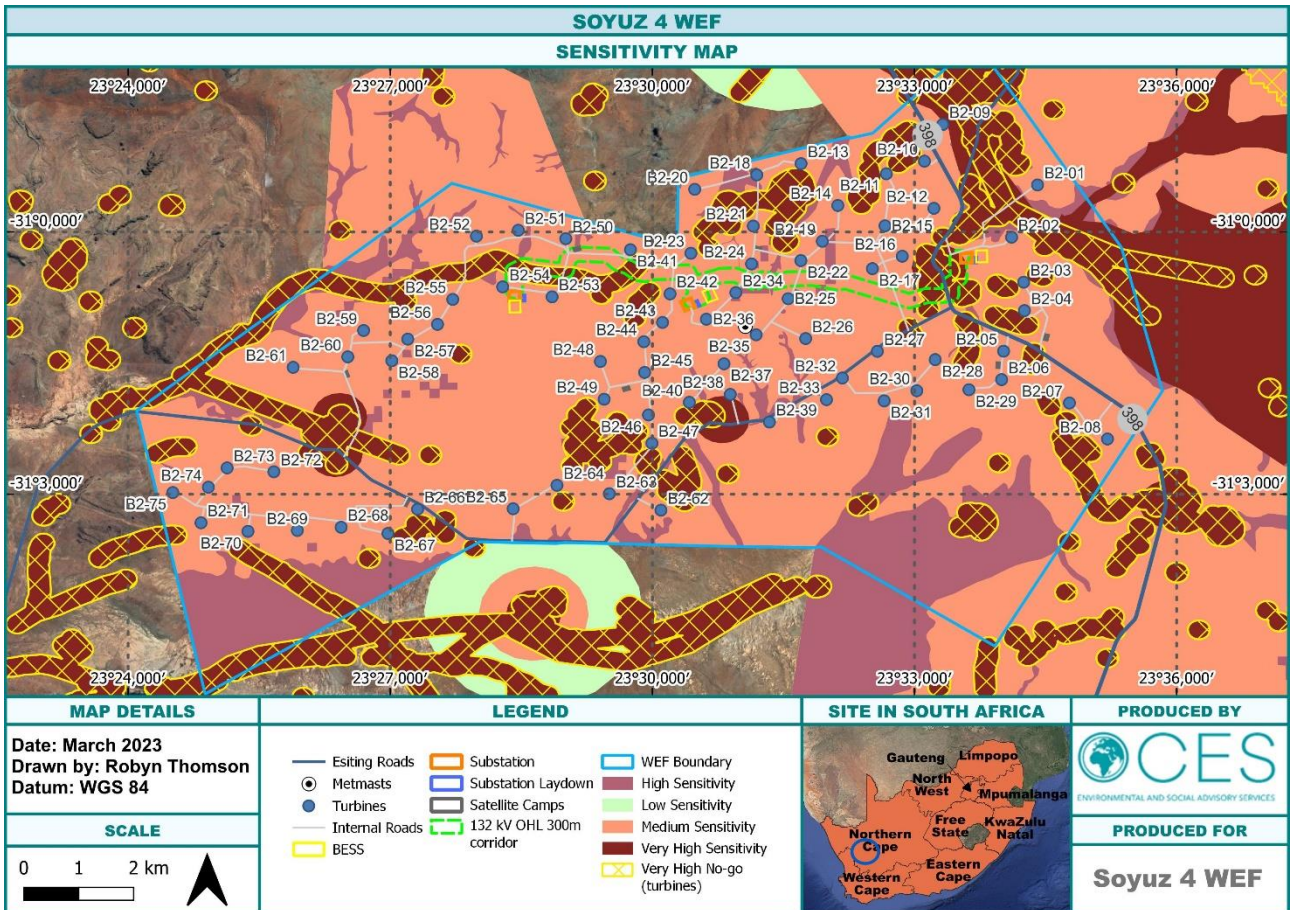 SOYUZ 4 WEF
SENSITIVITY MAP
23°24,000' 23°27,000' 23°30,000' 23°33,000' 23°36,000'
398
B2-09
B2-18 B2-13 B2-10
B2-20 B2-14 B2-11 B2-12 B2-01
-31°0,000' B2-52 B2-51 B2-50 B2-21 B2-19 B2-15 B2-02 -31°0,000'
B2-23 B2-24 B2-16
B2-41 B2-22 B2-17 B2-03
B2-54 B2-53 B2-42 B2-34 B2-04
B2-55 B2-43 B2-25
B2-59 B2-56 B2-44 B2-36 B2-26
B2-61 B2-60 B2-57 B2-48 B2-35 B2-27 B2-05
B2-58 B2-45 B2-32 B2-06
B2-49 B2-40 B2-38 B2-37 B2-33 B2-30 B2-28 B2-07
B2-39 B2-31 B2-29
B2-46 B2-47 B2-08 398
B2-74 B2-73 B2-72 B2-64
-31°3,000' B2-75 B2-66 B2-65 B2-63 B2-62 -31°3,000'
B2-71 B2-69 B2-68
B2-70 B2-67
23°24,000' 23°27,000' 23°30,000' 23°33,000' 23°36,000'
MAP DETAILS
Date: March 2023
Drawn by: Robyn Thomson
Datum: WGS 84
SCALE
0 1 2 km
LEGEND
Esiting Roads
Metmasts
Turbines
Internal Roads
BESS
Substation
Substation Laydown
Satellite Camps
132 kV OHL 300m
corridor
WEF Boundary
High Sensitivity
Low Sensitivity
Medium Sensitivity
Very High Sensitivity
Very High No-go
(turbines)
SITE IN SOUTH AFRICA
Gauteng
Limpopo
North
West
Mpumalanga
Free
State
KwaZulu
Natal
Northern
Cape
Eastern
Cape
Western
Cape
PRODUCED BY
CES
ENVIRONMENTAL AND SOCIAL ADVISORY SERVICES
PRODUCED FOR
Soyuz 4 WEF